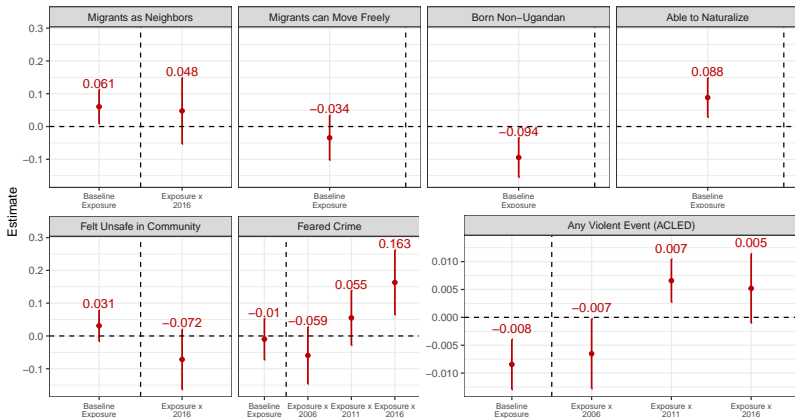 Migrants as Neighbors
Migrants can Move Freely
Born Non−Ugandan
Able to Naturalize
0.3
0.2
0.1
0.0
−0.1
0.061
0.048
−0.034
−0.094
0.088
Baseline
Exposure
Exposure x
2016
Baseline
Exposure
Baseline
Exposure
Baseline
Exposure
Estimate
Felt Unsafe in Community
Feared Crime
Any Violent Event (ACLED)
0.3
0.2
0.1
0.0
−0.1
0.031
−0.072
−0.01
−0.059
0.055
0.163
0.010
0.005
0.000
−0.005
−0.010
−0.008
−0.007
0.007
0.005
Baseline
Exposure
Exposure x
2016
Baseline
Exposure
Exposure x
2006
Exposure x
2011
Exposure x
2016
Baseline
Exposure
Exposure x
2006
Exposure x
2011
Exposure x
2016